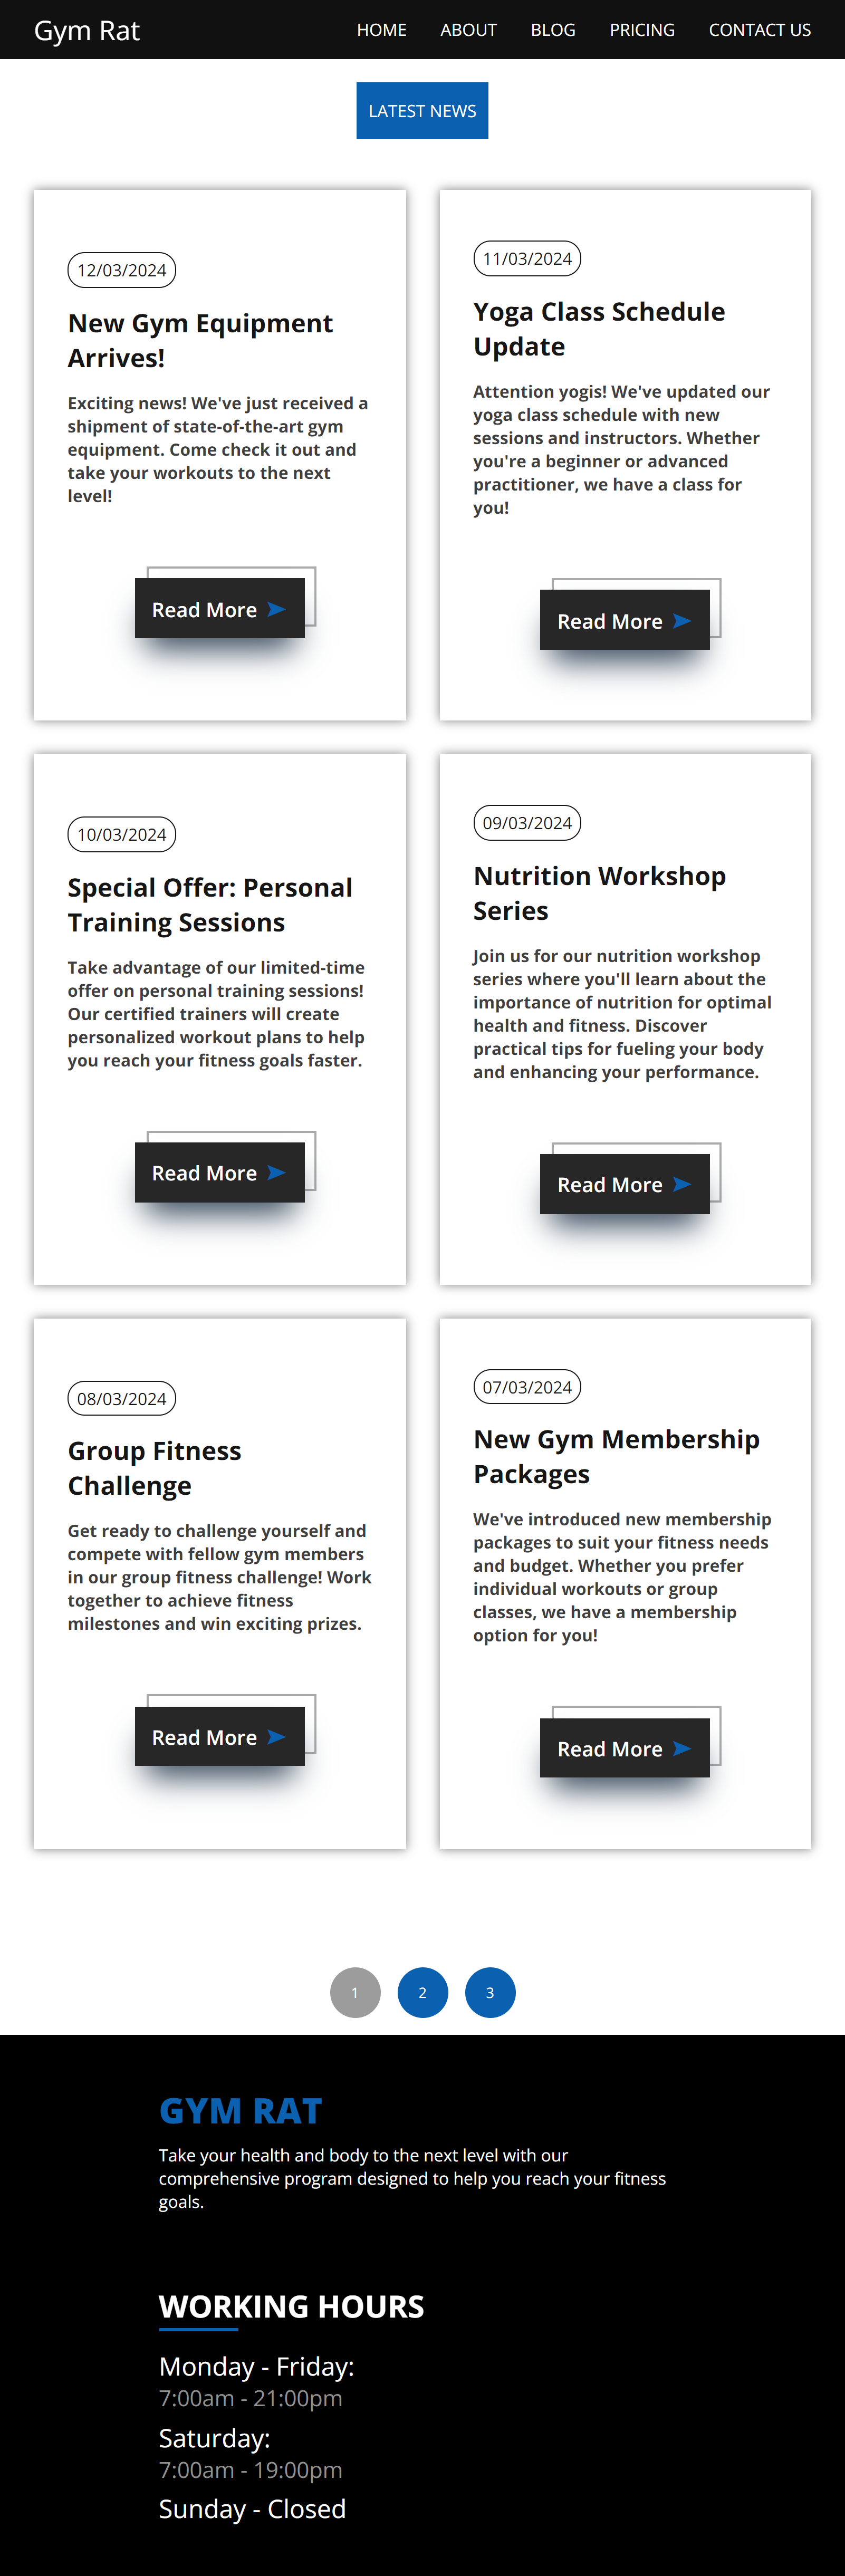 Gym Rat
HOME
ABOUT
BLOG
PRICING
CONTACT US
LATEST NEWS
12/03/2024
New Gym Equipment
Arrives!
Exciting news! We've just received a
shipment of state-of-the-art gym
equipment. Come check it out and
take your workouts to the next
level!
Read More
11/03/2024
Yoga Class Schedule
Update
Attention yogis! We've updated our
yoga class schedule with new
sessions and instructors. Whether
you're a beginner or advanced
practitioner, we have a class for
you!
Read More
10/03/2024
Special Offer: Personal
Training Sessions
Take advantage of our limited-time
offer on personal training sessions!
Our certified trainers will create
personalized workout plans to help
you reach your fitness goals faster.
Read More
09/03/2024
Nutrition Workshop
Series
Join us for our nutrition workshop
series where you'll learn about the
importance of nutrition for optimal
health and fitness. Discover
practical tips for fueling your body
and enhancing your performance.
Read More
08/03/2024
Group Fitness
Challenge
Get ready to challenge yourself and
compete with fellow gym members
in our group fitness challenge! Work
together to achieve fitness
milestones and win exciting prizes.
Read More
07/03/2024
New Gym Membership
Packages
We've introduced new membership
packages to suit your fitness needs
and budget. Whether you prefer
individual workouts or group
classes, we have a membership
option for you!
Read More
1
2
3
GYM RAT
Take your health and body to the next level with our
comprehensive program designed to help you reach your fitness
goals.
WORKING HOURS
Monday - Friday:
7:00am - 21:00pm
Saturday:
7:00am - 19:00pm
Sunday - Closed